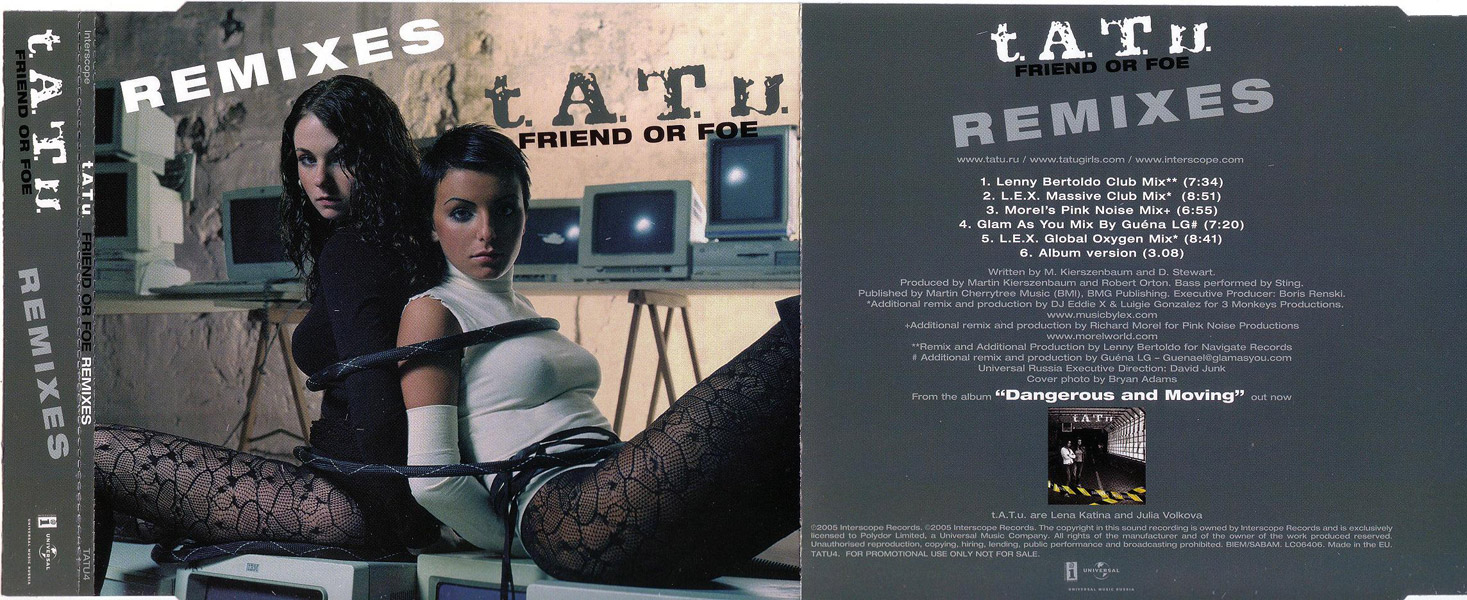 t.A.T.u.
FRIEND OR FOE
REMIXES
UNIVERSAL
UNIVERSAL MUSIC RUSSIA
Interscope
t.A.T.u. FRIEND OR FOE REMIXES
TATU4
REMIXES
t.A.T.u.
FRIEND OR FOE
t.A.T.u.
FRIEND OR FOE
REMIXES
www.tatu.ru / www.tatugirls.com / www.interscope.com
1. Lenny Bertoldo Club Mix** (7:34)
2. L.E.X. Massive Club Mix* (8:51)
3. Morel's Pink Noise Mix+ (6:55)
4. Glam As You Mix By Guéna LG# (7:20)
5. L.E.X. Global Oxygen Mix* (8:41)
6. Album version (3.08)
Written by M. Kierszenbaum and D. Stewart.
Produced by Martin Kierszenbaum and Robert Orton. Bass performed by Sting.
Published by Martin Cherrytree Music (BMI), BMG Publishing. Executive Producer: Boris Renski.
*Additional remix and production by DJ Eddie X & Luigie Gonzalez for 3 Monkeys Productions.
www.musicbylex.com
+Additional remix and production by Richard Morel for Pink Noise Productions
www.morelworld.com
**Remix and Additional Production by Lenny Bertoldo for Navigate Records
# Additional remix and production by Guéna LG – Guenael@glamasyou.com
Universal Russia Executive Direction: David Junk
Cover photo by Bryan Adams
From the album “Dangerous and Moving” out now
t.A.T.u.
t.A.T.u. are Lena Katina and Julia Volkova
©2005 Interscope Records. ©2005 Interscope Records. The copyright in this sound recording is owned by Interscope Records and is exclusively
licensed to Polydor Limited, a Universal Music Company. All rights of the manufacturer and of the owner of the work produced reserved.
Unauthorised reproduction, copying, hiring, lending, public performance and broadcasting prohibited. BIEM/SABAM. LC06406. Made in the EU.
TATU4. FOR PROMOTIONAL USE ONLY NOT FOR SALE.
UNIVERSAL
UNIVERSAL MUSIC RUSSIA